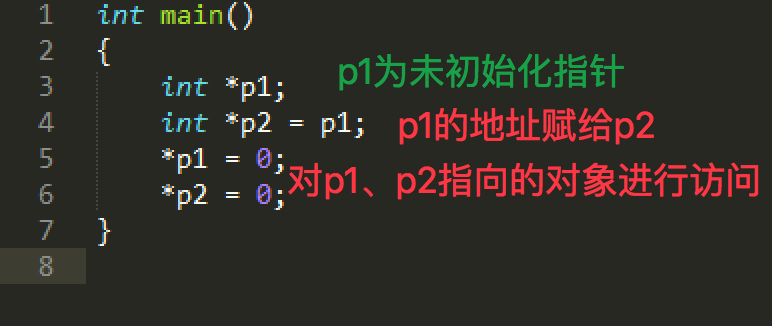 1 int main()
2 {
3 int *p1; p1为未初始化指针
4 int *p2 = p1; p1的地址赋给p2
5 *p1 = 0;
6 *p2 = 0; 对p1、p2指向的对象进行访问
7 }
8